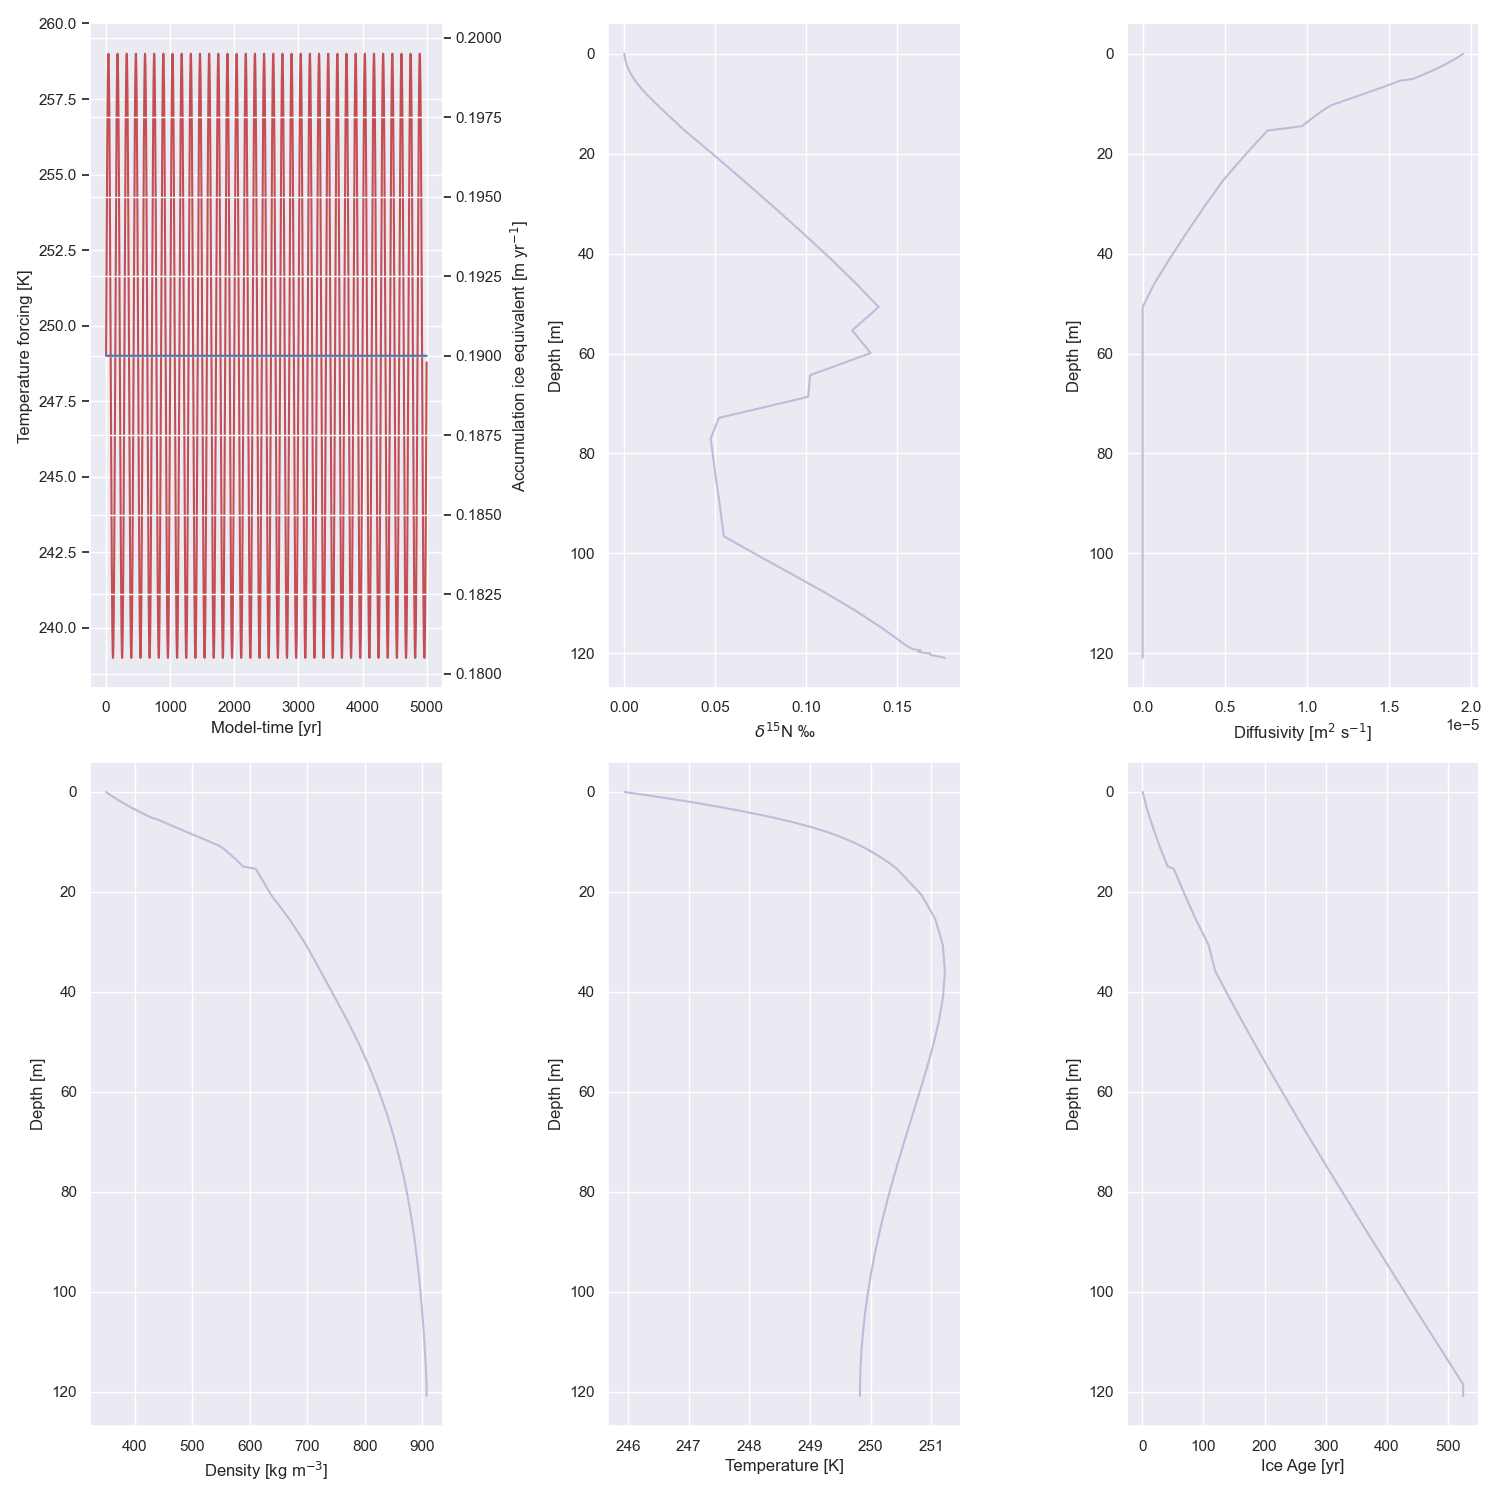 260.0
257.5
255.0
252.5
250.0
247.5
245.0
242.5
240.0
Temperature forcing [K]
0 1000 2000 3000 4000 5000
Model-time [yr]
0.2000
0.1975
0.1950
0.1925
0.1900
0.1875
0.1850
0.1825
0.1800
Accumulation ice equivalent [m yr⁻¹]
0
20
40
60
80
100
120
Depth [m]
0.00 0.05 0.10 0.15
δ¹⁵N ‰
0
20
40
60
80
100
120
Depth [m]
0.0 0.5 1.0 1.5 2.0
1e−5
Diffusivity [m² s⁻¹]
0
20
40
60
80
100
120
Depth [m]
400 500 600 700 800 900
Density [kg m⁻³]
0
20
40
60
80
100
120
Depth [m]
246 247 248 249 250 251
Temperature [K]
0
20
40
60
80
100
120
Depth [m]
0 100 200 300 400 500
Ice Age [yr]